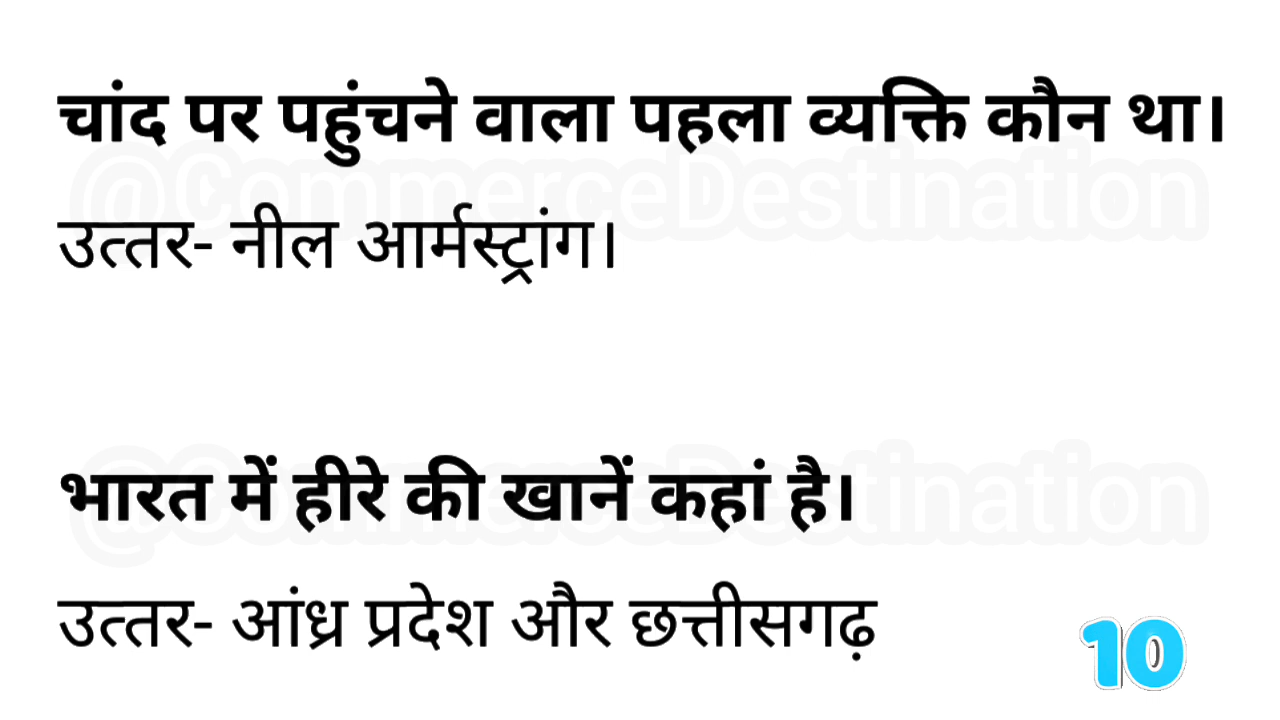 चांद पर पहुंचने वाला पहला व्यक्ति कौन था।
@CommerceDestination
उत्तर- नील आर्मस्ट्रांग।
भारत में हीरे की खानें कहां है।
@CommerceDestination
उत्तर- आंध्र प्रदेश और छत्तीसगढ़
10